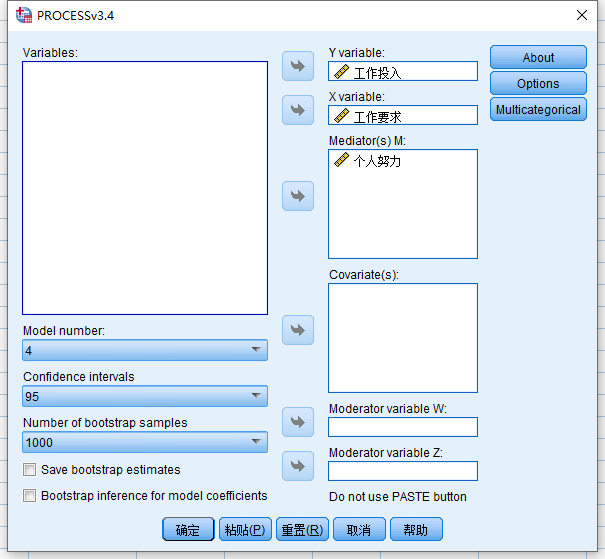 PROCESSv3.4
Variables:
Y variable:
工作投入
X variable:
工作要求
Mediator(s) M:
个人努力
About
Options
Multicategorical
Covariate(s):
Model number:
4
Confidence intervals
95
Number of bootstrap samples
1000
Save bootstrap estimates
Bootstrap inference for model coefficients
Moderator variable W:
Moderator variable Z:
Do not use PASTE button
确定
粘贴(P)
重置(R)
取消
帮助